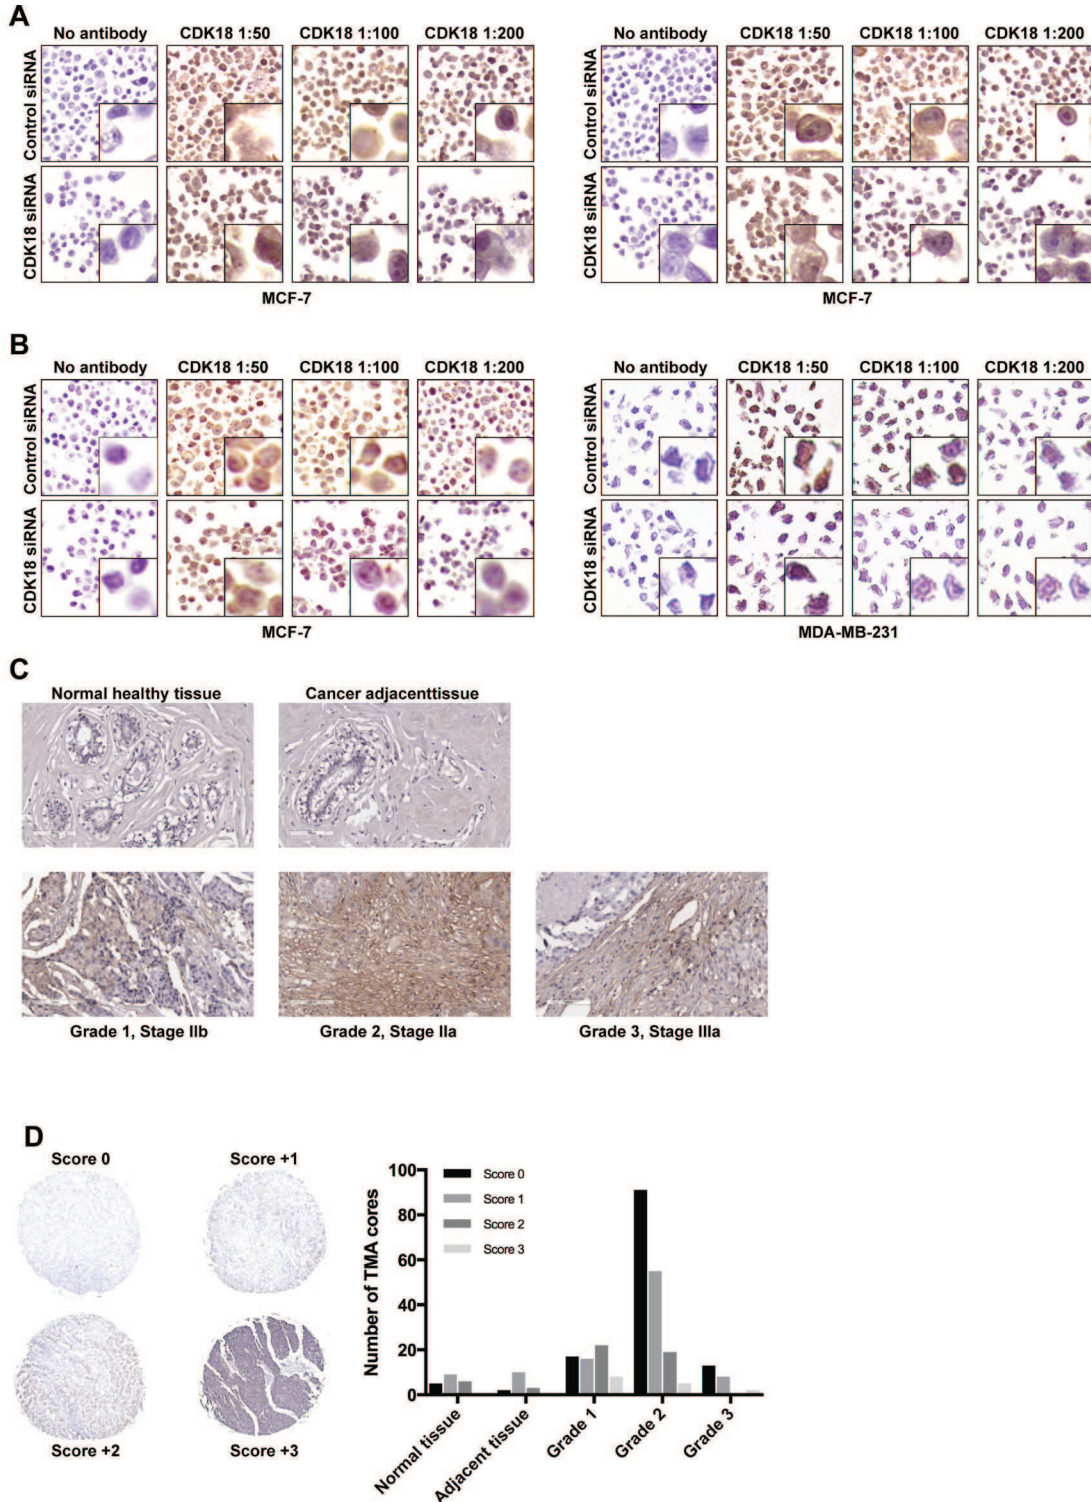 A
No antibody CDK18 1:50 CDK18 1:100 CDK18 1:200
Control siRNA
CDK18 siRNA
MCF-7
No antibody CDK18 1:50 CDK18 1:100 CDK18 1:200
Control siRNA
CDK18 siRNA
MCF-7
B
No antibody CDK18 1:50 CDK18 1:100 CDK18 1:200
Control siRNA
CDK18 siRNA
MCF-7
No antibody CDK18 1:50 CDK18 1:100 CDK18 1:200
Control siRNA
CDK18 siRNA
MDA-MB-231
C
Normal healthy tissue Cancer adjacenttissue
Grade 1, Stage IIb Grade 2, Stage IIa Grade 3, Stage IIIa
D
Score 0 Score +1
Score +2 Score +3
Number of TMA cores
100
80
60
40
20
0
Score 0
Score 1
Score 2
Score 3
Normal tissue
Adjacent tissue
Grade 1
Grade 2
Grade 3